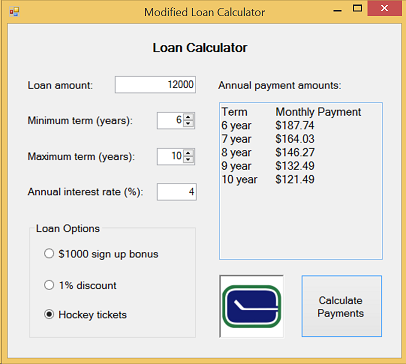 Modified Loan Calculator
Loan Calculator
Loan amount: 12000
Minimum term (years): 6
Maximum term (years): 10
Annual interest rate (%): 4
Loan Options
$1000 sign up bonus
1% discount
Hockey tickets
Annual payment amounts:
Term Monthly Payment
6 year $187.74
7 year $164.03
8 year $146.27
9 year $132.49
10 year $121.49
Calculate
Payments